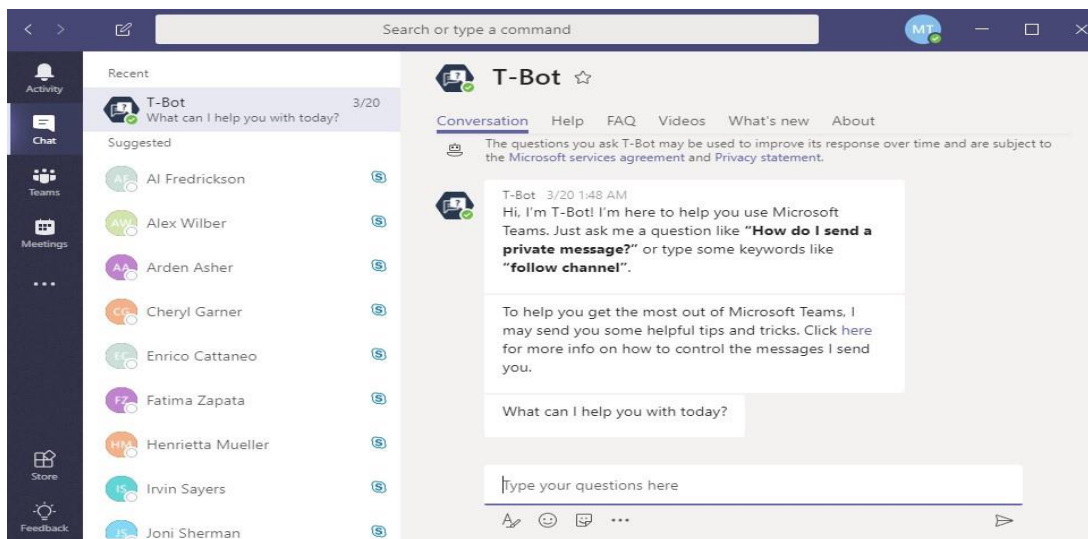 Search or type a command
MT
Activity
Chat
Teams
Meetings
Store
Feedback
Recent
T-Bot 3/20
What can I help you with today?
Suggested
AF Al Fredrickson
AW Alex Wilber
AA Arden Asher
CG Cheryl Garner
EC Enrico Cattaneo
FZ Fatima Zapata
HM Henrietta Mueller
IS Irvin Sayers
JS Joni Sherman
T-Bot
Conversation Help FAQ Videos What's new About
The questions you ask T-Bot may be used to improve its response over time and are subject to
the Microsoft services agreement and Privacy statement.
T-Bot 3/20 1:48 AM
Hi, I'm T-Bot! I'm here to help you use Microsoft
Teams. Just ask me a question like “How do I send a
private message?” or type some keywords like
“follow channel”.
To help you get the most out of Microsoft Teams, I
may send you some helpful tips and tricks. Click here
for more info on how to control the messages I send
you.
What can I help you with today?
Type your questions here